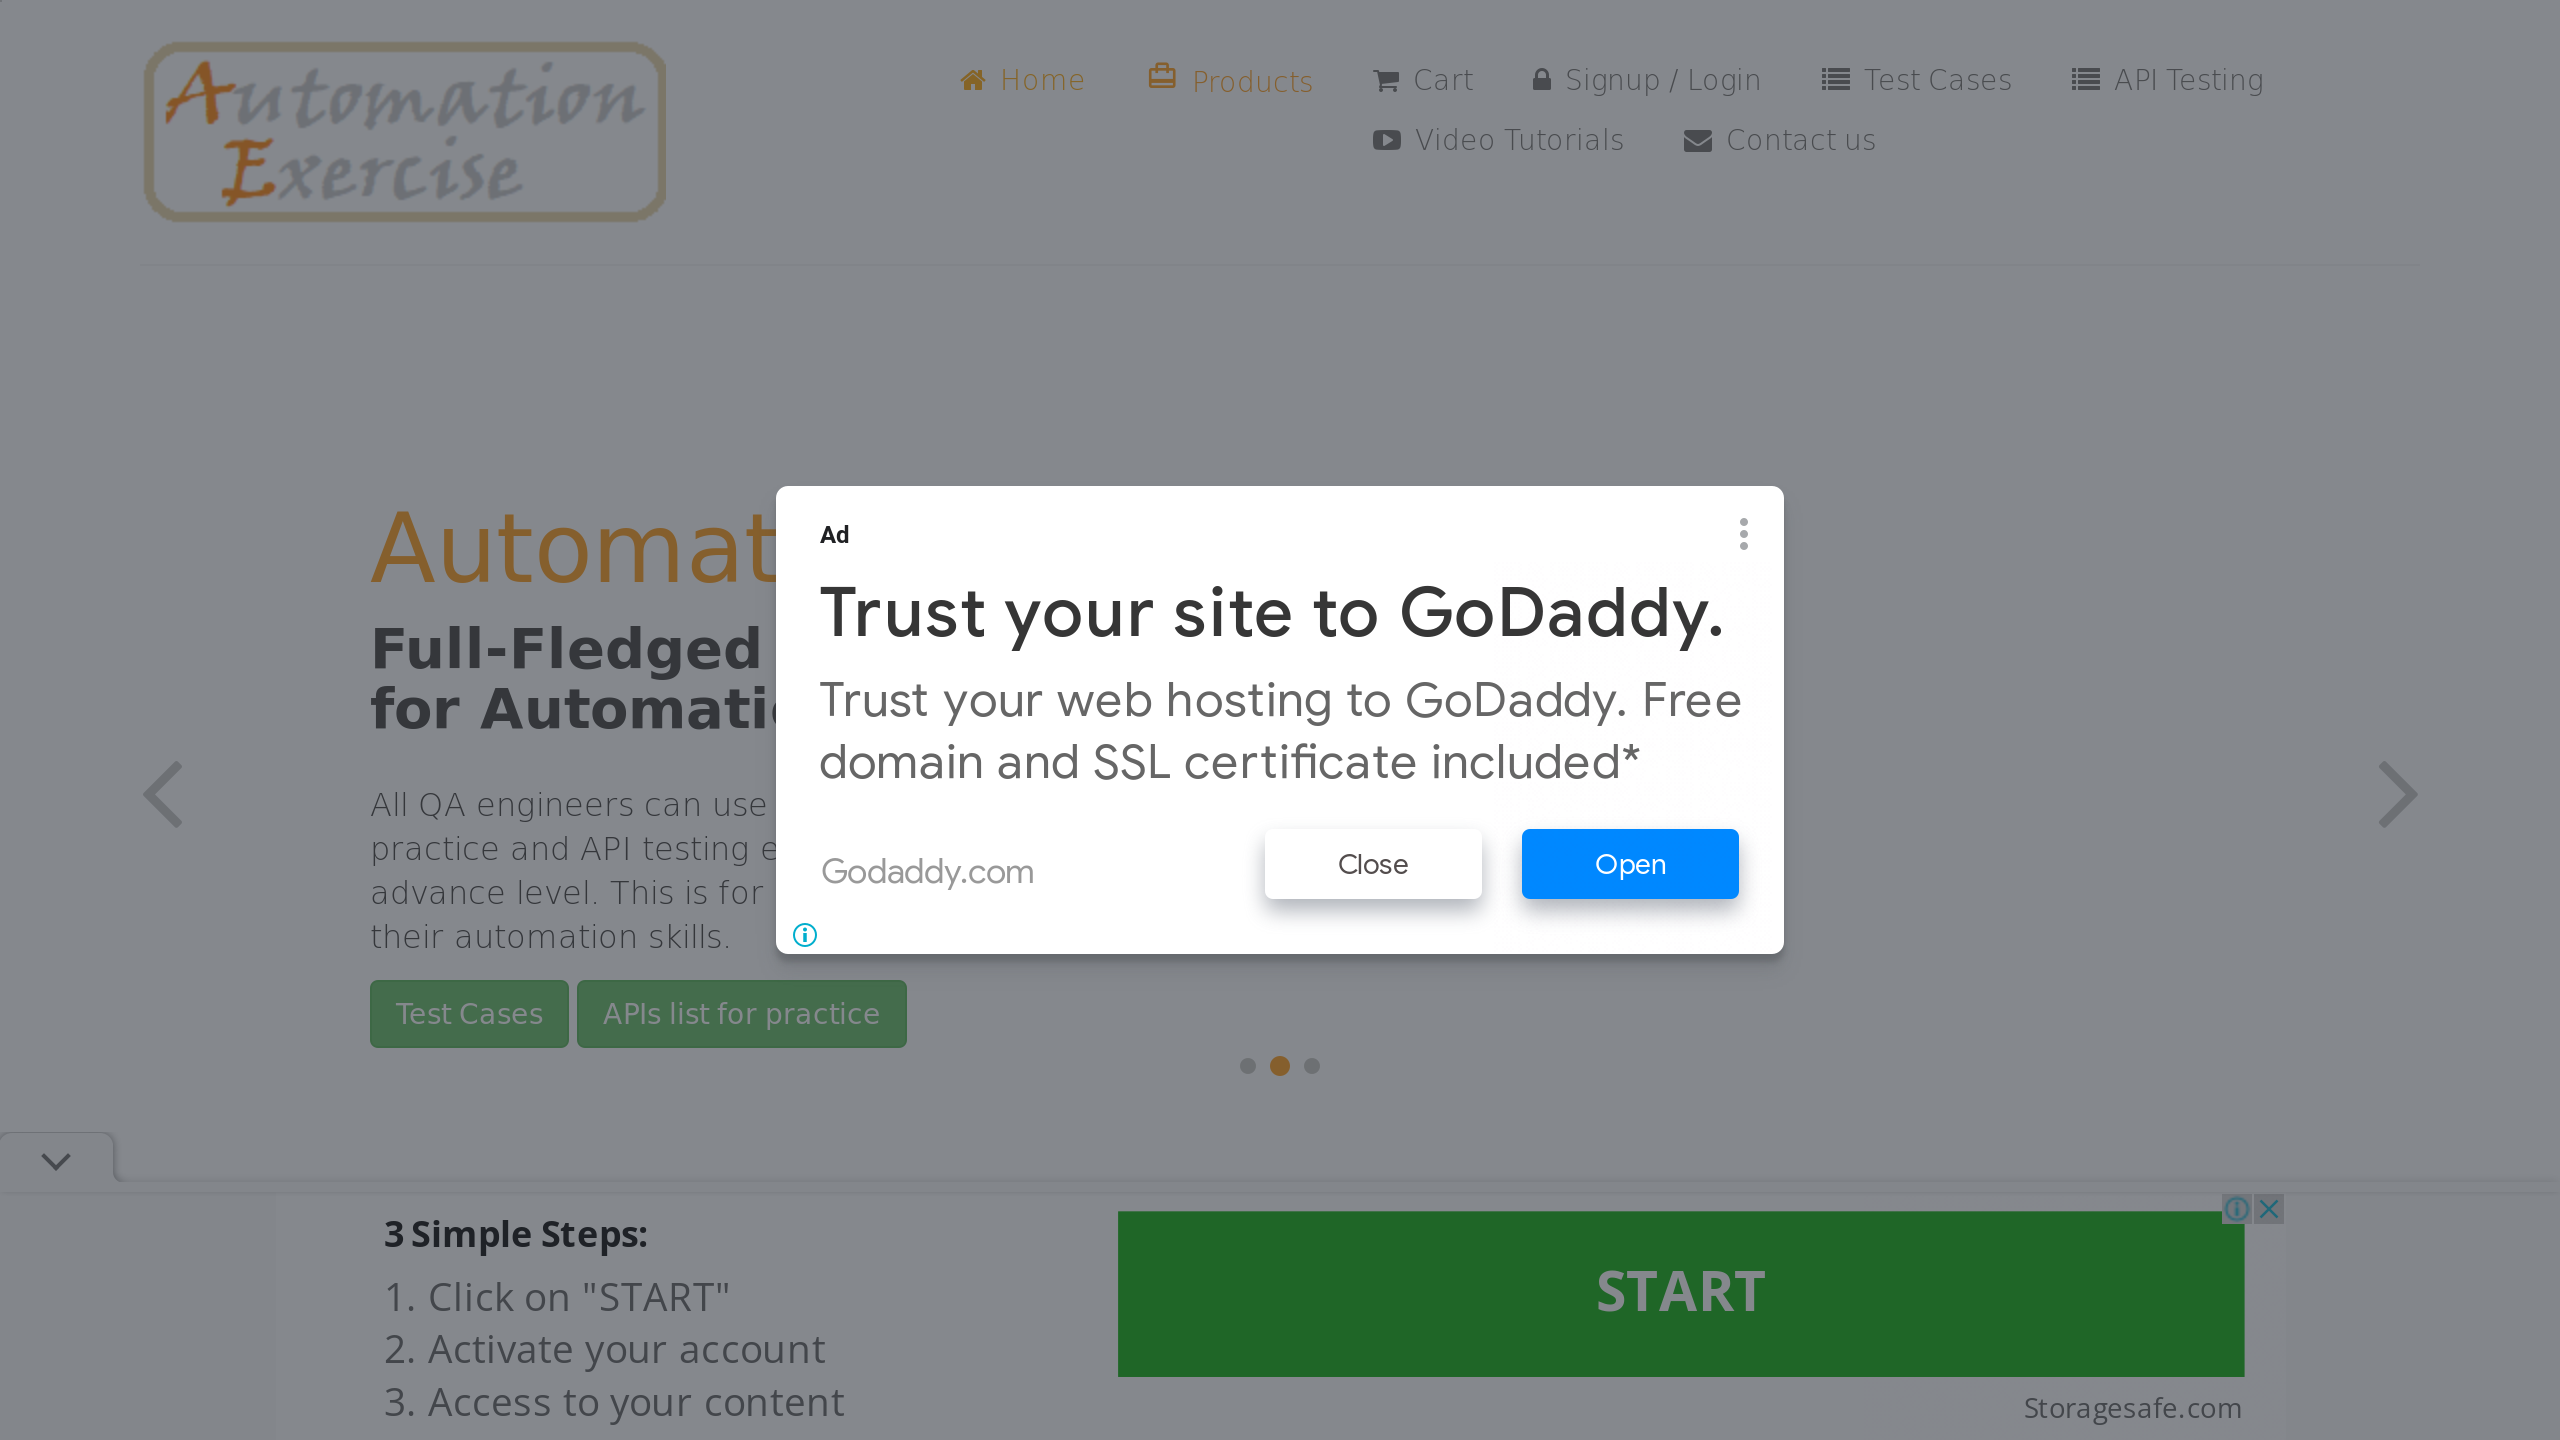 Automation
Exercise
Home
Products
Cart
Signup / Login
Test Cases
API Testing
Video Tutorials
Contact us
Automat
Full-Fledged
for Automati
All QA engineers can use
practice and API testing e
advance level. This is for
their automation skills.
Test Cases
APIs list for practice
Ad
Trust your site to GoDaddy.
Trust your web hosting to GoDaddy. Free
domain and SSL certificate included*
Godaddy.com
Close
Open
3 Simple Steps:
1. Click on "START"
2. Activate your account
3. Access to your content
START
Storagesafe.com